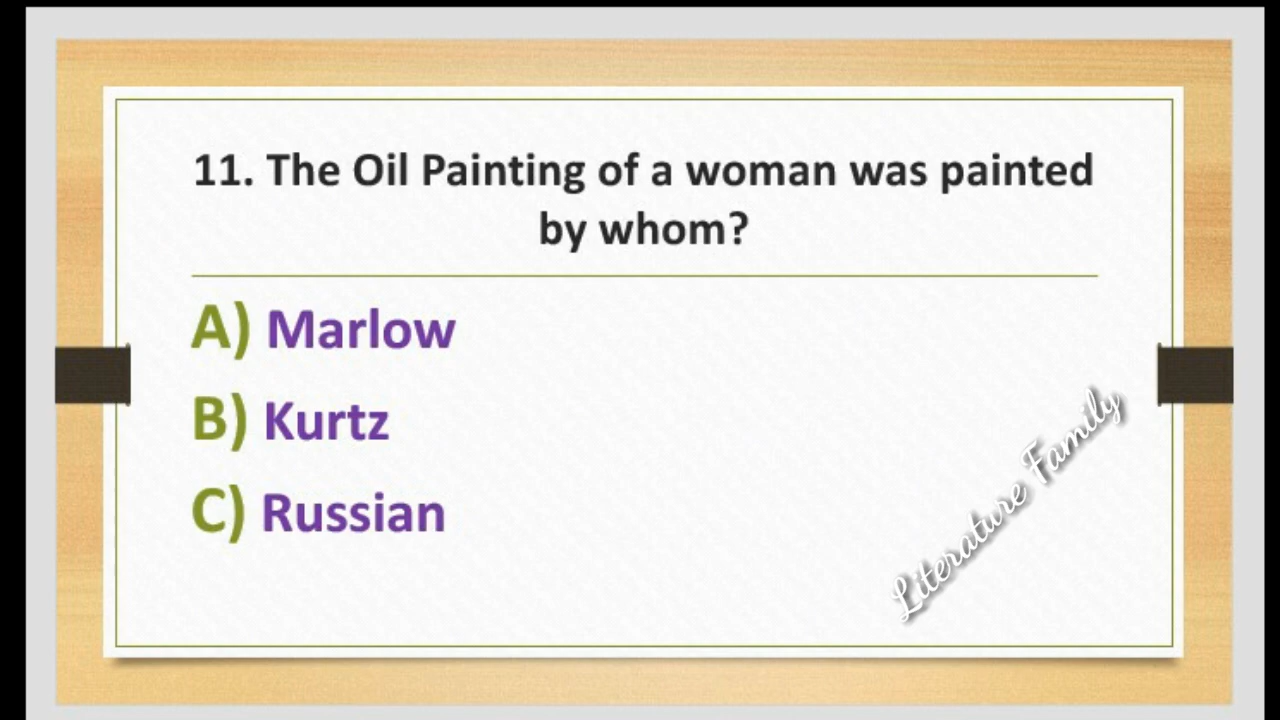 11. The Oil Painting of a woman was painted
by whom?
A) Marlow
B) Kurtz
C) Russian
Literature Family